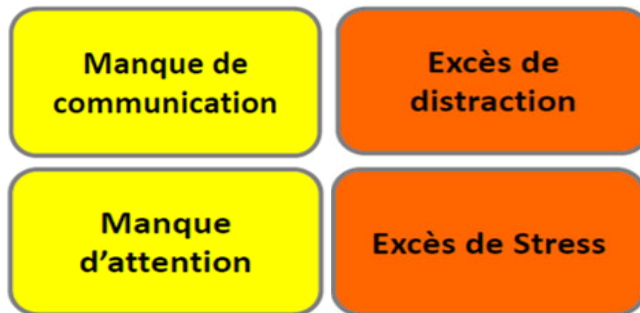 Manque de
communication
Excès de
distraction
Manque
d’attention
Excès de Stress